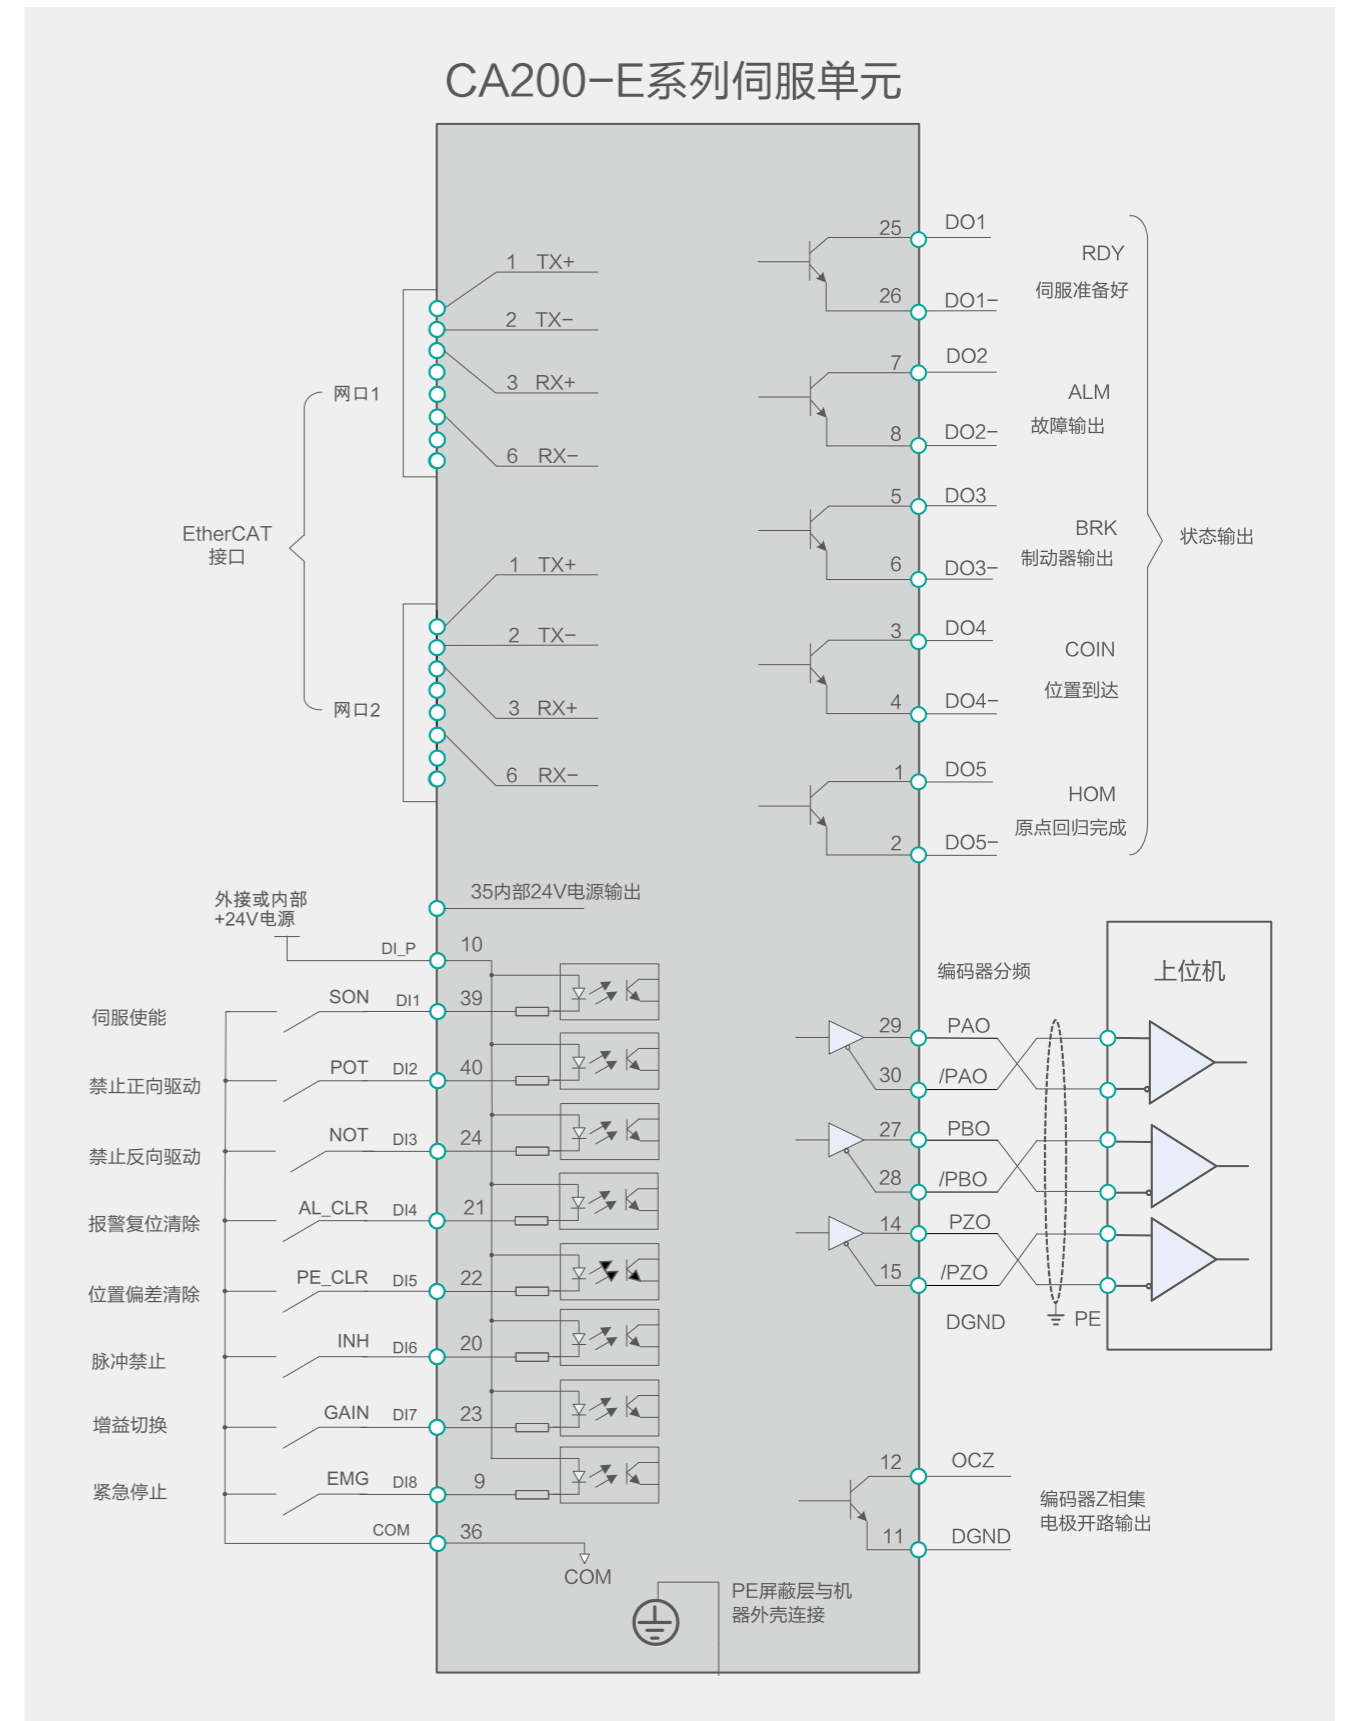 CA200-E系列伺服单元
1 TX+
2 TX-
3 RX+
6 RX-
网口1
EtherCAT
接口
1 TX+
2 TX-
3 RX+
6 RX-
网口2
25 DO1
RDY
伺服准备好
26 DO1-
7 DO2
ALM
故障输出
8 DO2-
5 DO3
BRK
制动器输出
6 DO3-
状态输出
3 DO4
COIN
位置到达
4 DO4-
1 DO5
HOM
原点回归完成
2 DO5-
35内部24V电源输出
外接或内部
+24V电源
DI_P 10
伺服使能 SON DI1 39
禁止正向驱动 POT DI2 40
禁止反向驱动 NOT DI3 24
报警复位清除 AL_CLR DI4 21
位置偏差清除 PE_CLR DI5 22
脉冲禁止 INH DI6 20
增益切换 GAIN DI7 23
紧急停止 EMG DI8 9
COM 36
COM
编码器分频
上位机
29 PAO
30 /PAO
27 PBO
28 /PBO
14 PZO
15 /PZO
DGND PE
12 OCZ
编码器Z相集
电极开路输出
11 DGND
PE屏蔽层与机
器外壳连接